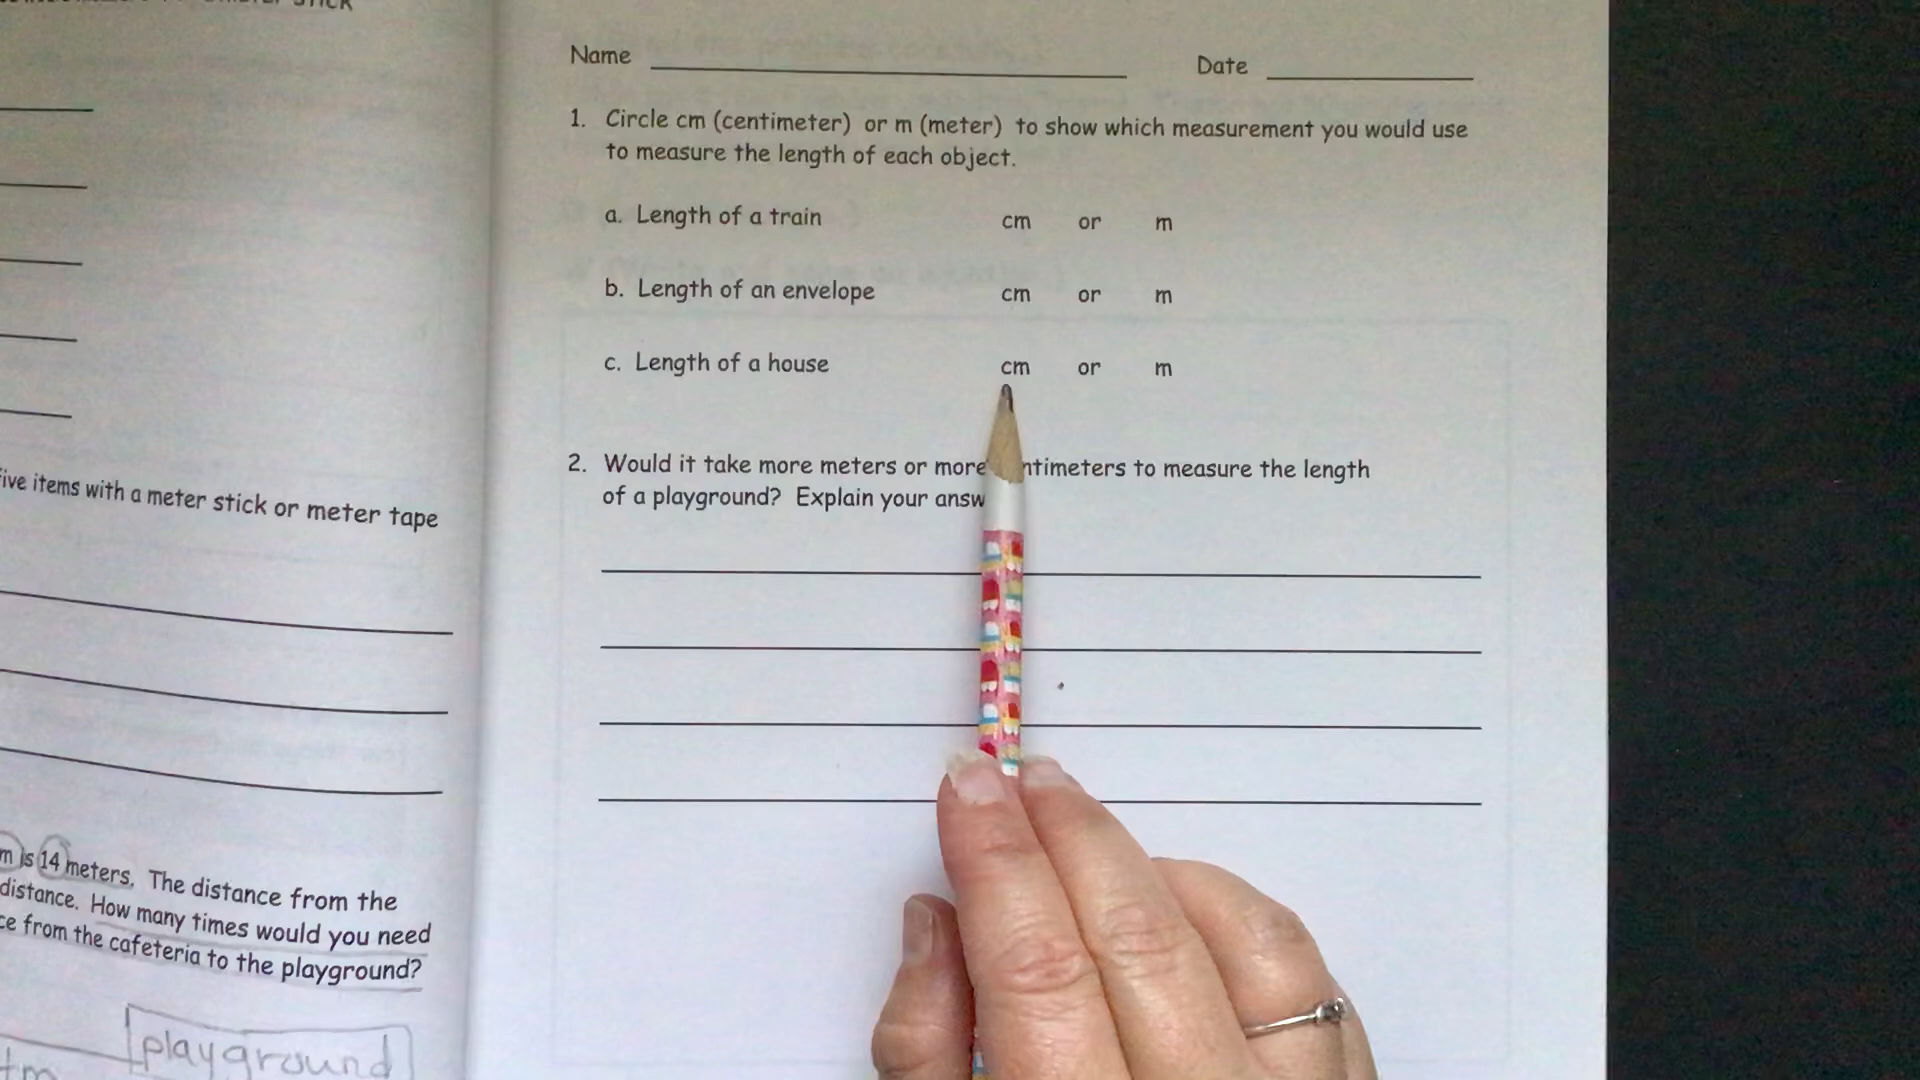 Name Date
1. Circle cm (centimeter) or m (meter) to show which measurement you would use
to measure the length of each object.
a. Length of a train cm or m
b. Length of an envelope cm or m
c. Length of a house cm or m
2. Would it take more meters or more ntimeters to measure the length
of a playground? Explain your answ
ive items with a meter stick or meter tape
m is 14 meters. The distance from the
distance. How many times would you need
ce from the cafeteria to the playground?
playground